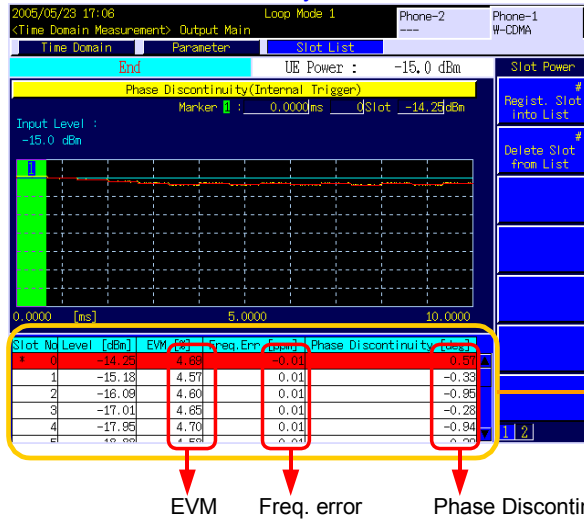 2005/05/23 17:06 Loop Mode 1 Phone-2 Phone-1
<Time Domain Measurement> Output Main --- W-CDMA
Time Domain Parameter Slot List
End UE Power : -15.0 dBm Slot Power
Phase Discontinuity(Internal Trigger)
Marker 1 : 0.0000ms 0Slot -14.25dBm
#
Regist. Slot
into List
Input Level :
-15.0 dBm
#
Delete Slot
from List
1
0.0000 [ms] 5.0000 10.0000
Slot No Level [dBm] EVM [%] Freq.Err [ppm] Phase Discontinuity [deg]
* 0 -14.25 4.69 -0.01 0.57
1 -15.18 4.57 0.01 -0.33
2 -16.09 4.60 0.01 -0.95
3 -17.01 4.65 0.01 -0.28
4 -17.95 4.70 0.01 -0.94
1 2
EVM Freq. error Phase Discontin